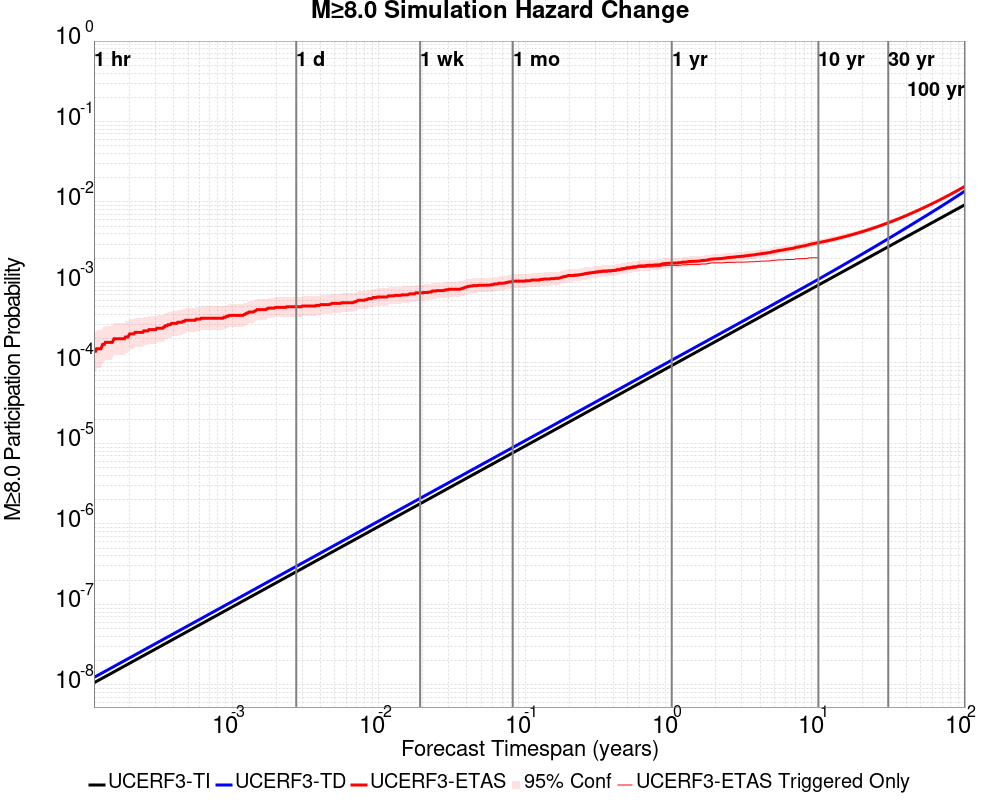 M≥8.0 Simulation Hazard Change
10^0
1 hr 1 d 1 wk 1 mo 1 yr 10 yr 30 yr
100 yr
10^-1
10^-2
10^-3
10^-4
10^-5
10^-6
10^-7
10^-8
M≥8.0 Participation Probability
10^-3 10^-2 10^-1 10^0 10^1 10^2
Forecast Timespan (years)
UCERF3-TI UCERF3-TD UCERF3-ETAS 95% Conf UCERF3-ETAS Triggered Only